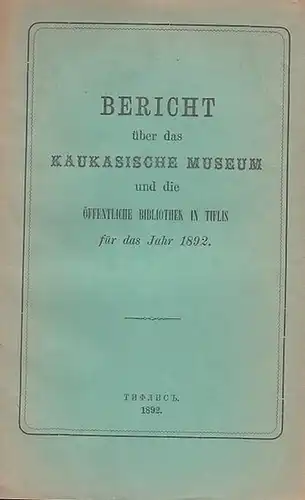 BERICHT
über das
KAUKASISCHE MUSEUM
und die
ÖFFENTLICHE BIBLIOTHEK IN TIFLIS
für das Jahr 1892.
ТИФЛИСЪ.
1892.